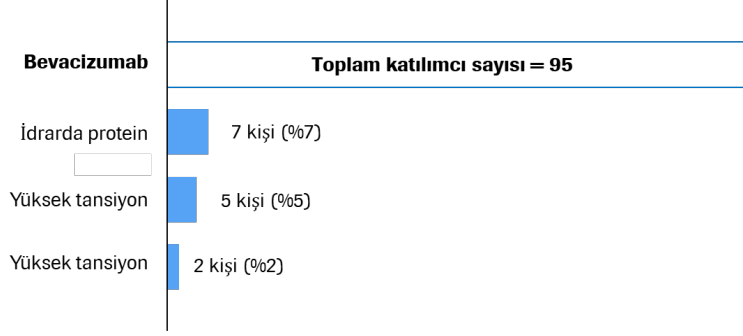 Bevacizumab
Toplam katılımcı sayısı = 95
İdrarda protein
7 kişi (%7)
Yüksek tansiyon
5 kişi (%5)
Yüksek tansiyon
2 kişi (%2)